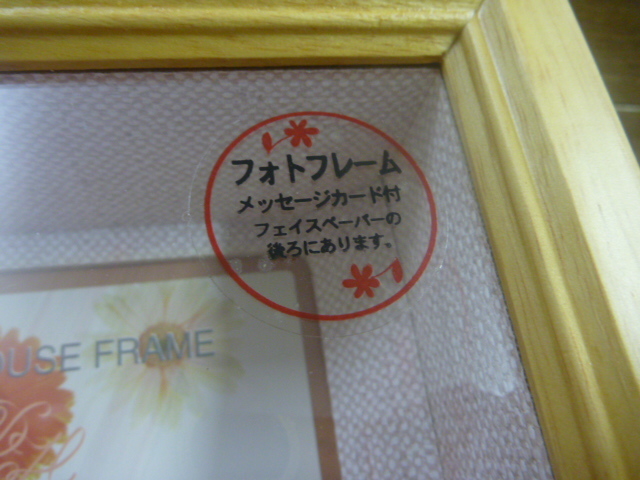 フォトフレーム
メッセージカード付
フェイスペーパーの
後ろにあります。
OUSE FRAME